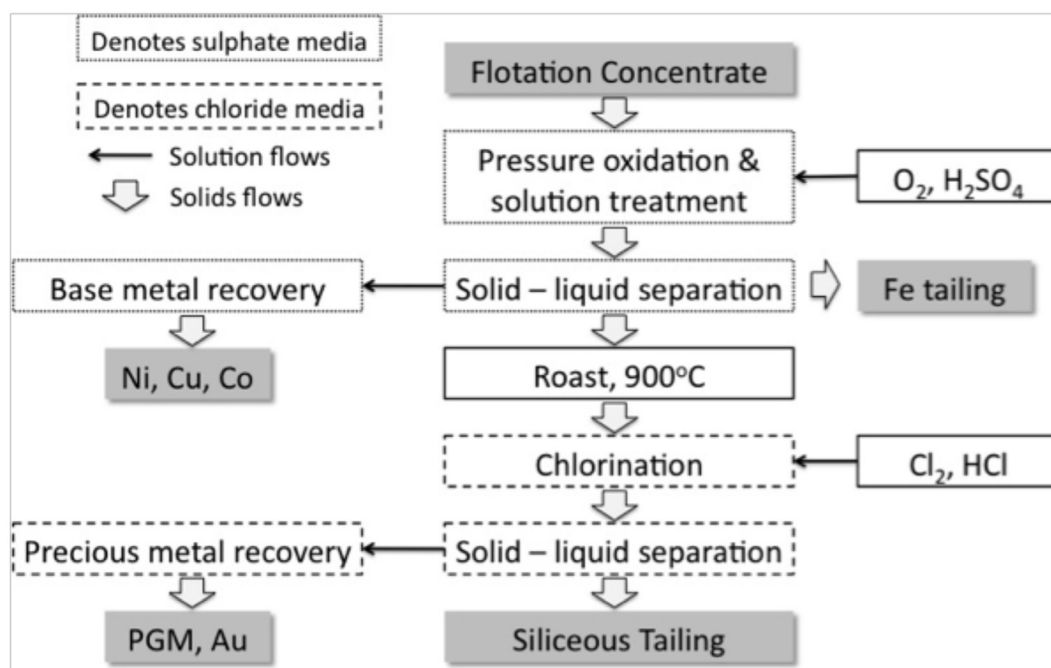 Denotes sulphate media
Denotes chloride media
Solution flows
Solids flows
Flotation Concentrate
Pressure oxidation &
solution treatment
O₂, H₂SO₄
Base metal recovery
Solid – liquid separation
Fe tailing
Ni, Cu, Co
Roast, 900°C
Chlorination
Cl₂, HCl
Precious metal recovery
Solid – liquid separation
PGM, Au
Siliceous Tailing